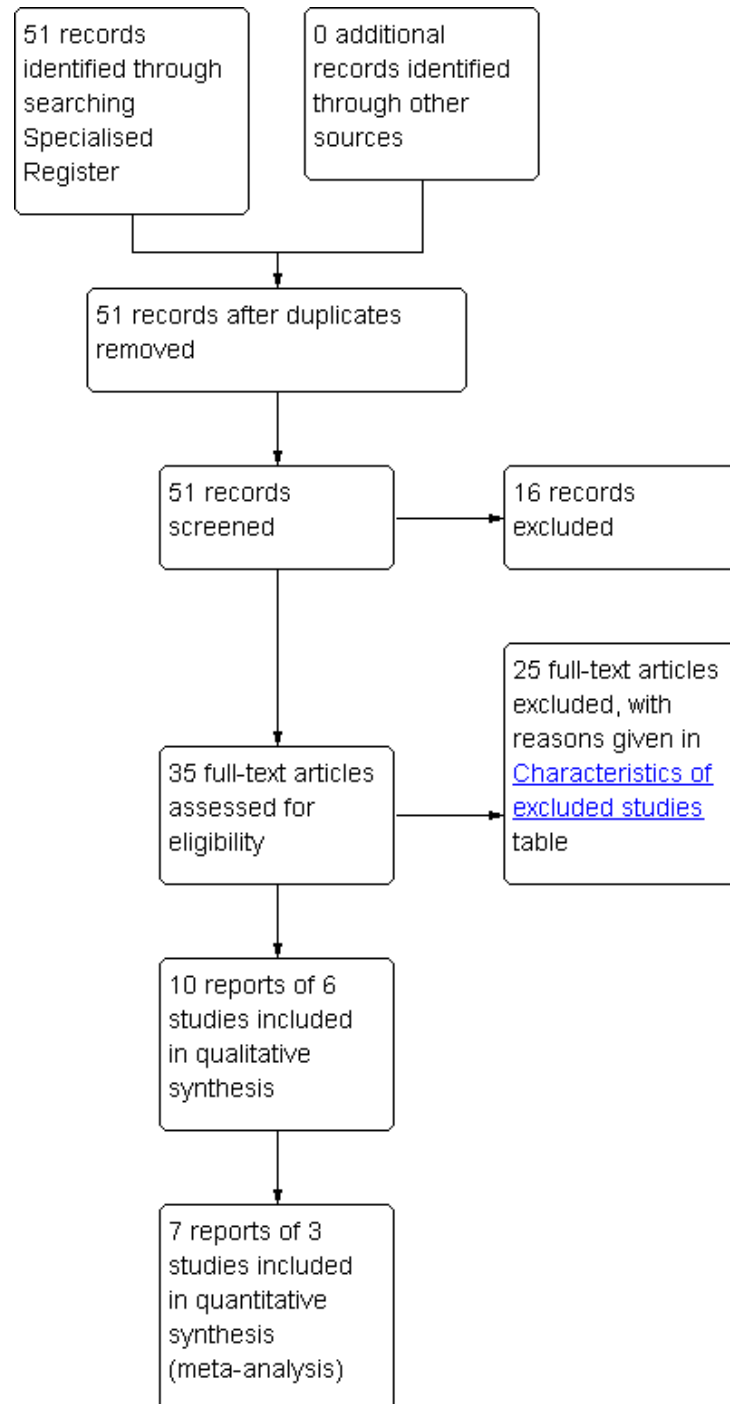 51 records
identified through
searching
Specialised
Register
0 additional
records identified
through other
sources
51 records after duplicates
removed
51 records
screened
16 records
excluded
25 full-text articles
excluded, with
reasons given in
Characteristics of
excluded studies
table
35 full-text articles
assessed for
eligibility
10 reports of 6
studies included
in qualitative
synthesis
7 reports of 3
studies included
in quantitative
synthesis
(meta-analysis)